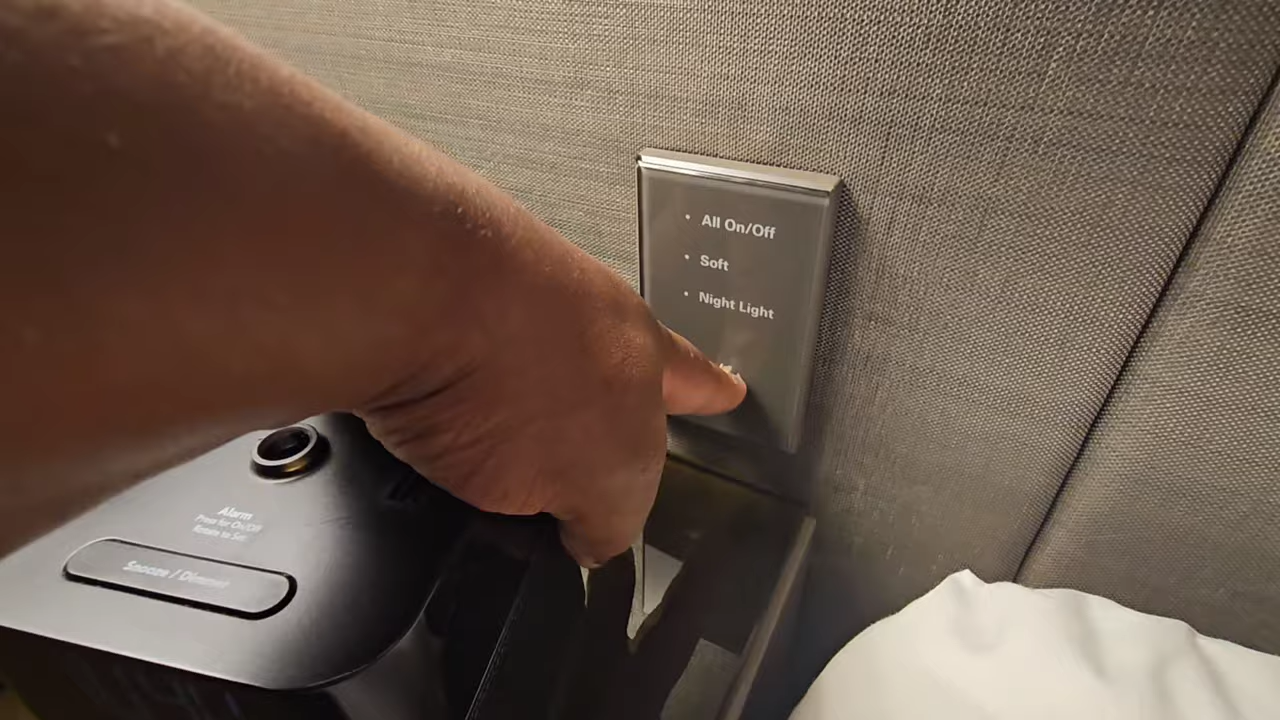 All On/Off
Soft
Night Light
Alarm
Press for On/Off
Rotate to Set
Snooze / Dimmer